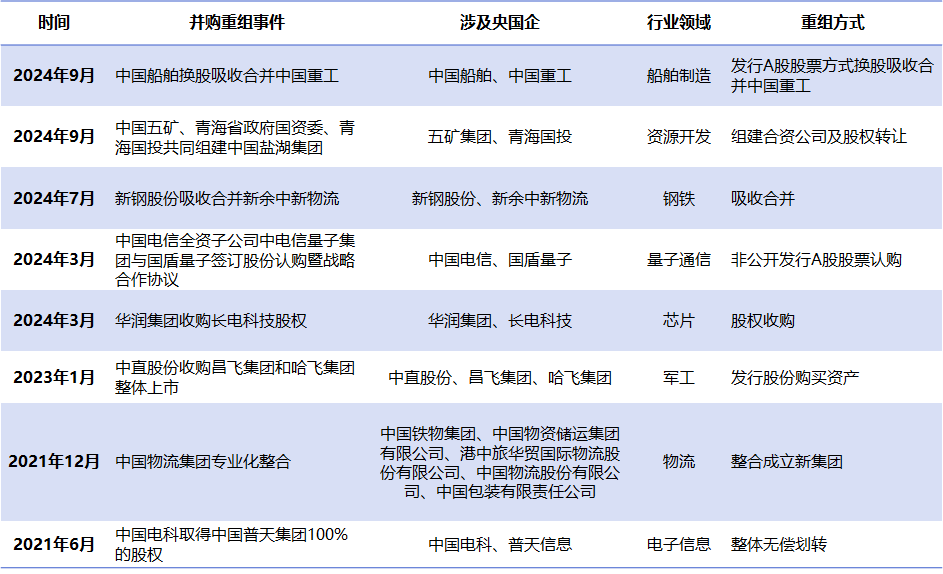 时间 并购重组事件 涉及央国企 行业领域 重组方式
2024年9月 中国船舶换股吸收合并中国重工 中国船舶、中国重工 船舶制造 发行A股股票方式换股吸收合
并中国重工
2024年9月 中国五矿、青海省政府国资委、青
海国投共同组建中国盐湖集团 五矿集团、青海国投 资源开发 组建合资公司及股权转让
2024年7月 新钢股份吸收合并新余中新物流 新钢股份、新余中新物流 钢铁 吸收合并
2024年3月 中国电信全资子公司中电信量子集
团与国盾量子签订股份认购暨战略
合作协议 中国电信、国盾量子 量子通信 非公开发行A股股票认购
2024年3月 华润集团收购长电科技股权 华润集团、长电科技 芯片 股权收购
2023年1月 中直股份收购昌飞集团和哈飞集团
整体上市 中直股份、昌飞集团、哈飞集团 军工 发行股份购买资产
2021年12月 中国物流集团专业化整合 中国铁物集团、中国物资储运集团
有限公司、港中旅华贸国际物流股
份有限公司、中国物流股份有限公
司、中国包装有限责任公司 物流 整合成立新集团
2021年6月 中国电科取得中国普天集团100%
的股权 中国电科、普天信息 电子信息 整体无偿划转